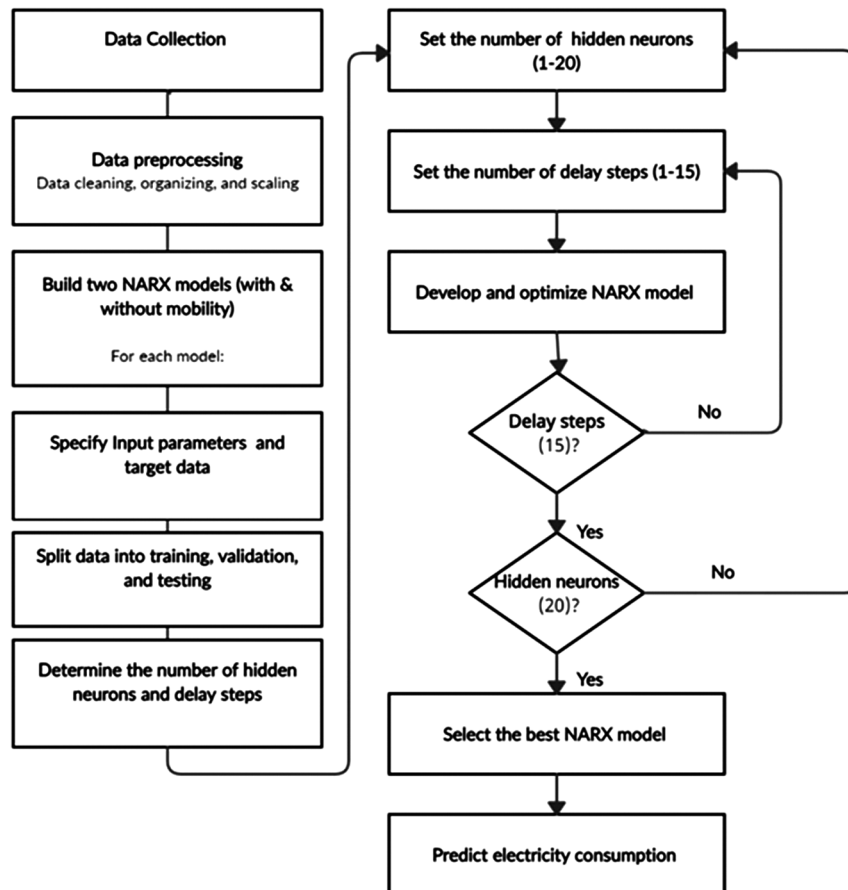 Data Collection
Data preprocessing
Data cleaning, organizing, and scaling
Build two NARX models (with &
without mobility)
For each model:
Specify Input parameters and
target data
Split data into training, validation,
and testing
Determine the number of hidden
neurons and delay steps
Set the number of hidden neurons
(1-20)
Set the number of delay steps (1-15)
Develop and optimize NARX model
Delay steps
(15)?
No
Yes
Hidden neurons
(20)?
No
Yes
Select the best NARX model
Predict electricity consumption